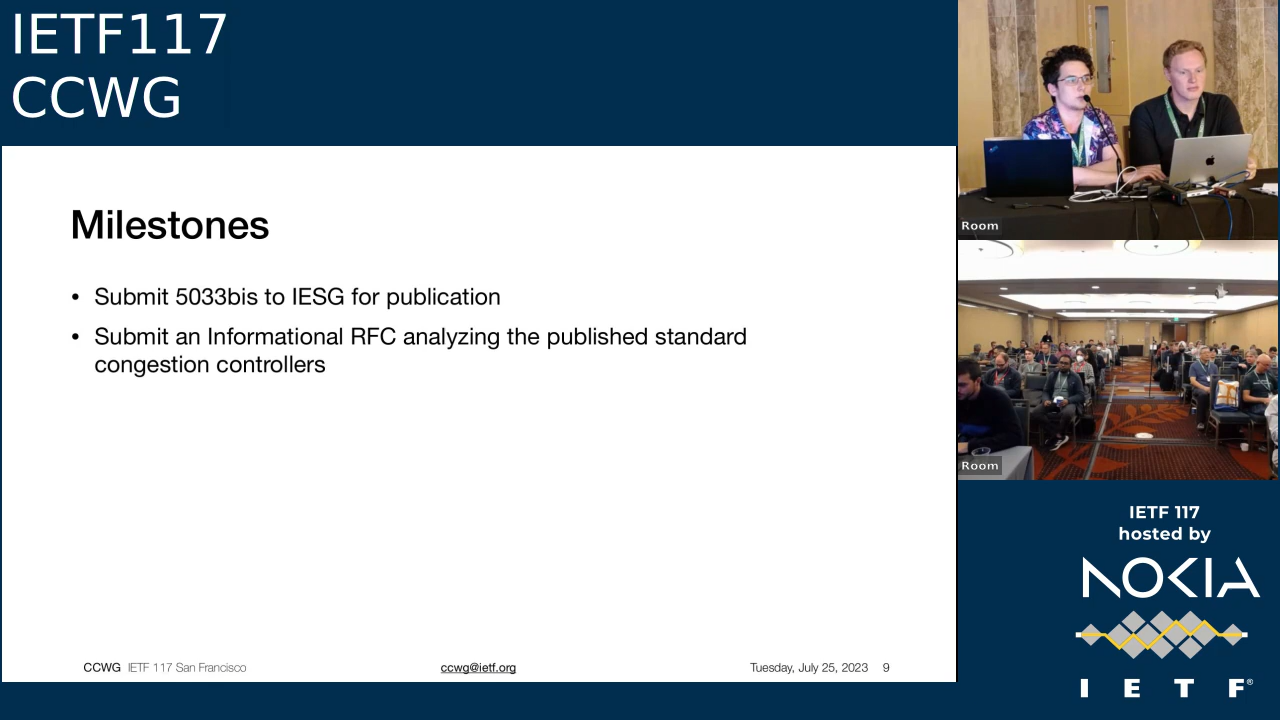 IETF117
CCWG
Milestones
• Submit 5033bis to IESG for publication
• Submit an Informational RFC analyzing the published standard
congestion controllers
CCWG IETF 117 San Francisco
ccwg@ietf.org
Tuesday, July 25, 2023 9
Room
Room
IETF 117
hosted by
NOKIA
I E T F®